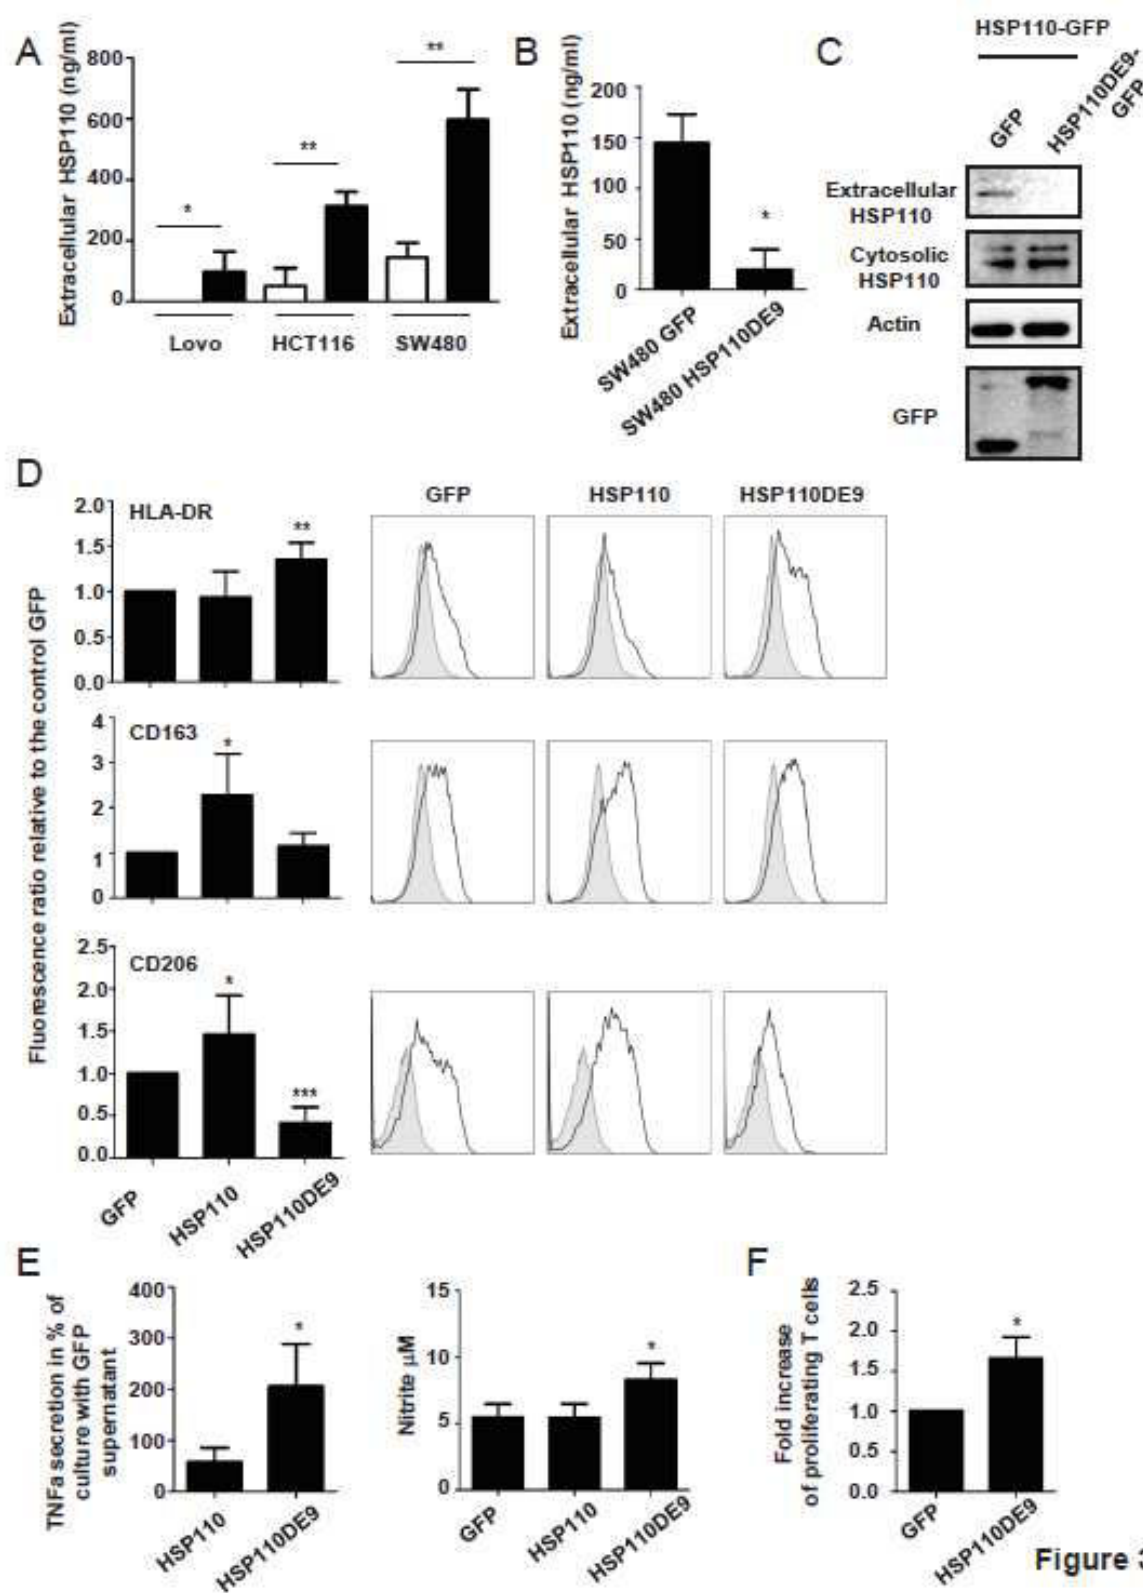 A
Extracellular HSP110 (ng/ml)
800
600
400
200
0
*
**
**
Lovo
HCT116
SW480
B
Extracellular HSP110 (ng/ml)
200
150
100
50
0
*
SW480 GFP
SW480 HSP110DE9
C
HSP110-GFP
GFP
HSP110DE9-
GFP
Extracellular
HSP110
Cytosolic
HSP110
Actin
GFP
D
Fluorescence ratio relative to the control GFP
HLA-DR
2.0
1.5
1.0
0.5
0.0
**
GFP
HSP110
HSP110DE9
CD163
4
3
2
1
0
*
CD206
2.5
2.0
1.5
1.0
0.5
0.0
*
***
GFP
HSP110
HSP110DE9
E
TNFa secretion in % of
culture with GFP
supernatant
400
300
200
100
0
*
HSP110
HSP110DE9
Nitrite µM
15
10
5
0
*
GFP
HSP110
HSP110DE9
F
Fold increase
of proliferating T cells
2.5
2.0
1.5
1.0
0.5
0.0
*
GFP
HSP110DE9
Figure 3